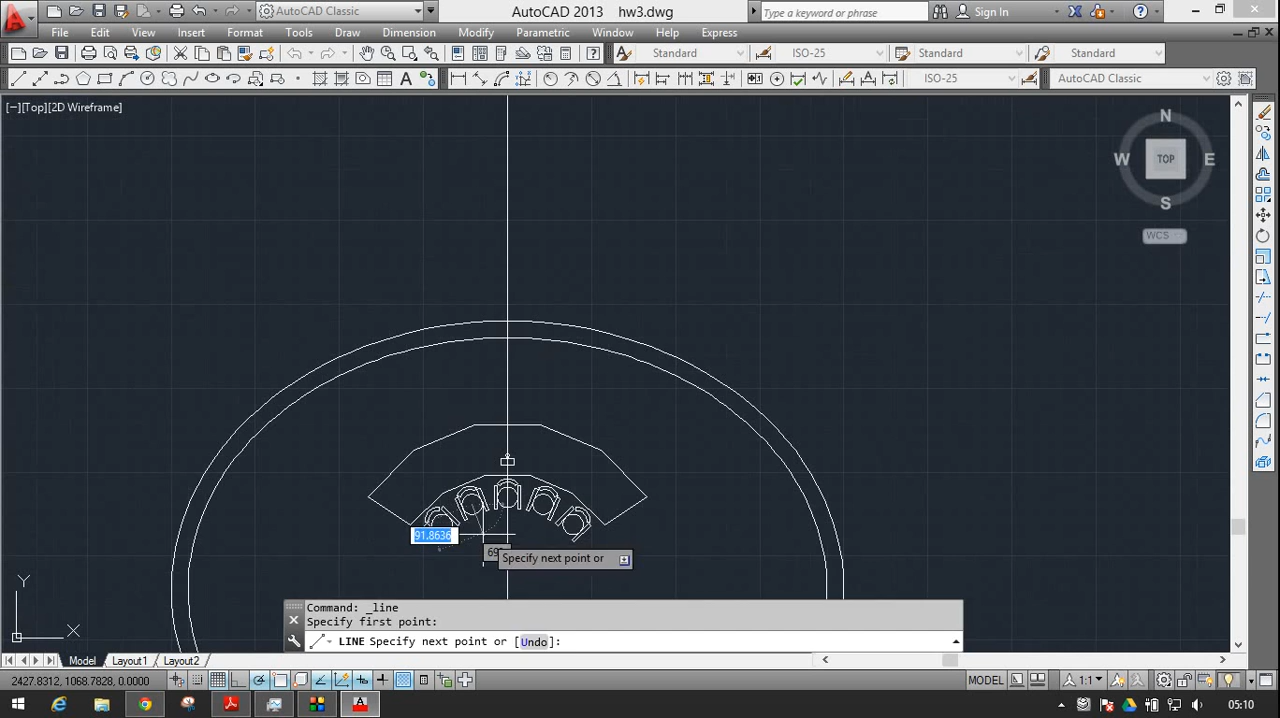 AutoCAD Classic
AutoCAD 2013 hw3.dwg
Type a keyword or phrase
Sign In
File Edit View Insert Format Tools Draw Dimension Modify Parametric Window Help Express
Standard ISO-25 Standard Standard
A ISO-25 AutoCAD Classic
[−][Top][2D Wireframe]
N
W TOP E
S
WCS
91.8636
Specify next point or
Y
X
Command: _line
Specify first point:
LINE Specify next point or [Undo]:
Model Layout1 Layout2
2427.8312, 1068.7828, 0.0000
MODEL 1:1
05:10